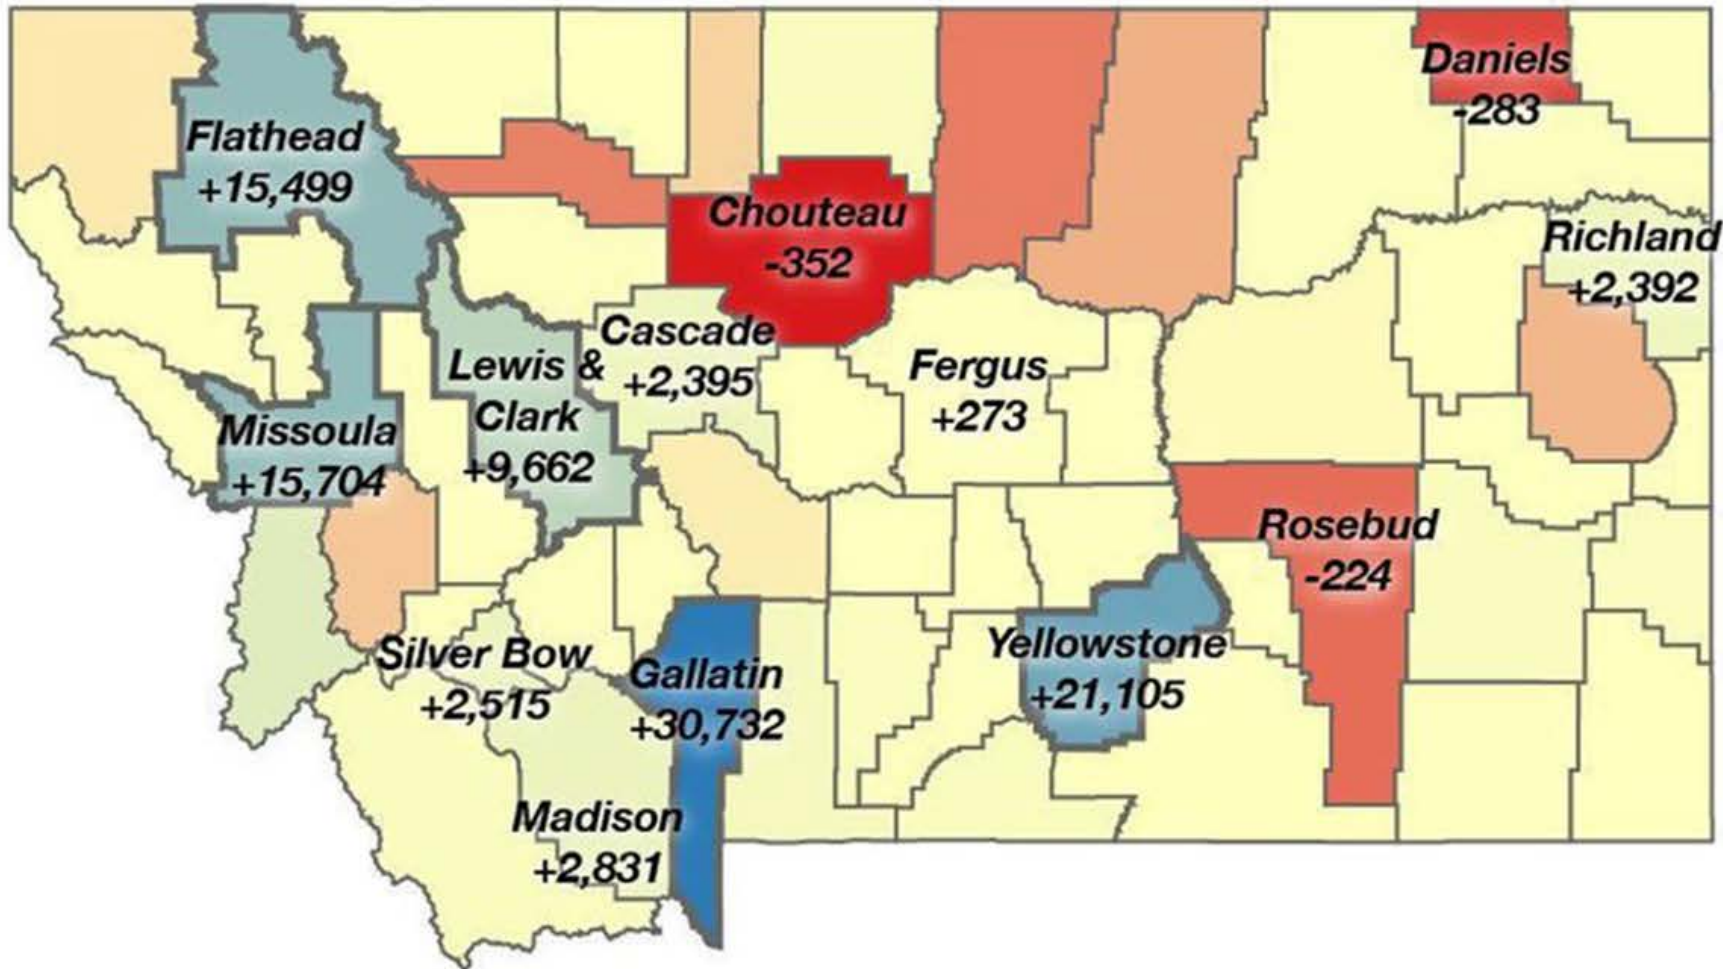 Daniels
-283
Flathead
+15,499
Chouteau
-352
Richland
+2,392
Cascade
+2,395
Lewis &
Clark
+9,662
Fergus
+273
Missoula
+15,704
Rosebud
-224
Silver Bow
+2,515
Gallatin
+30,732
Yellowstone
+21,105
Madison
+2,831